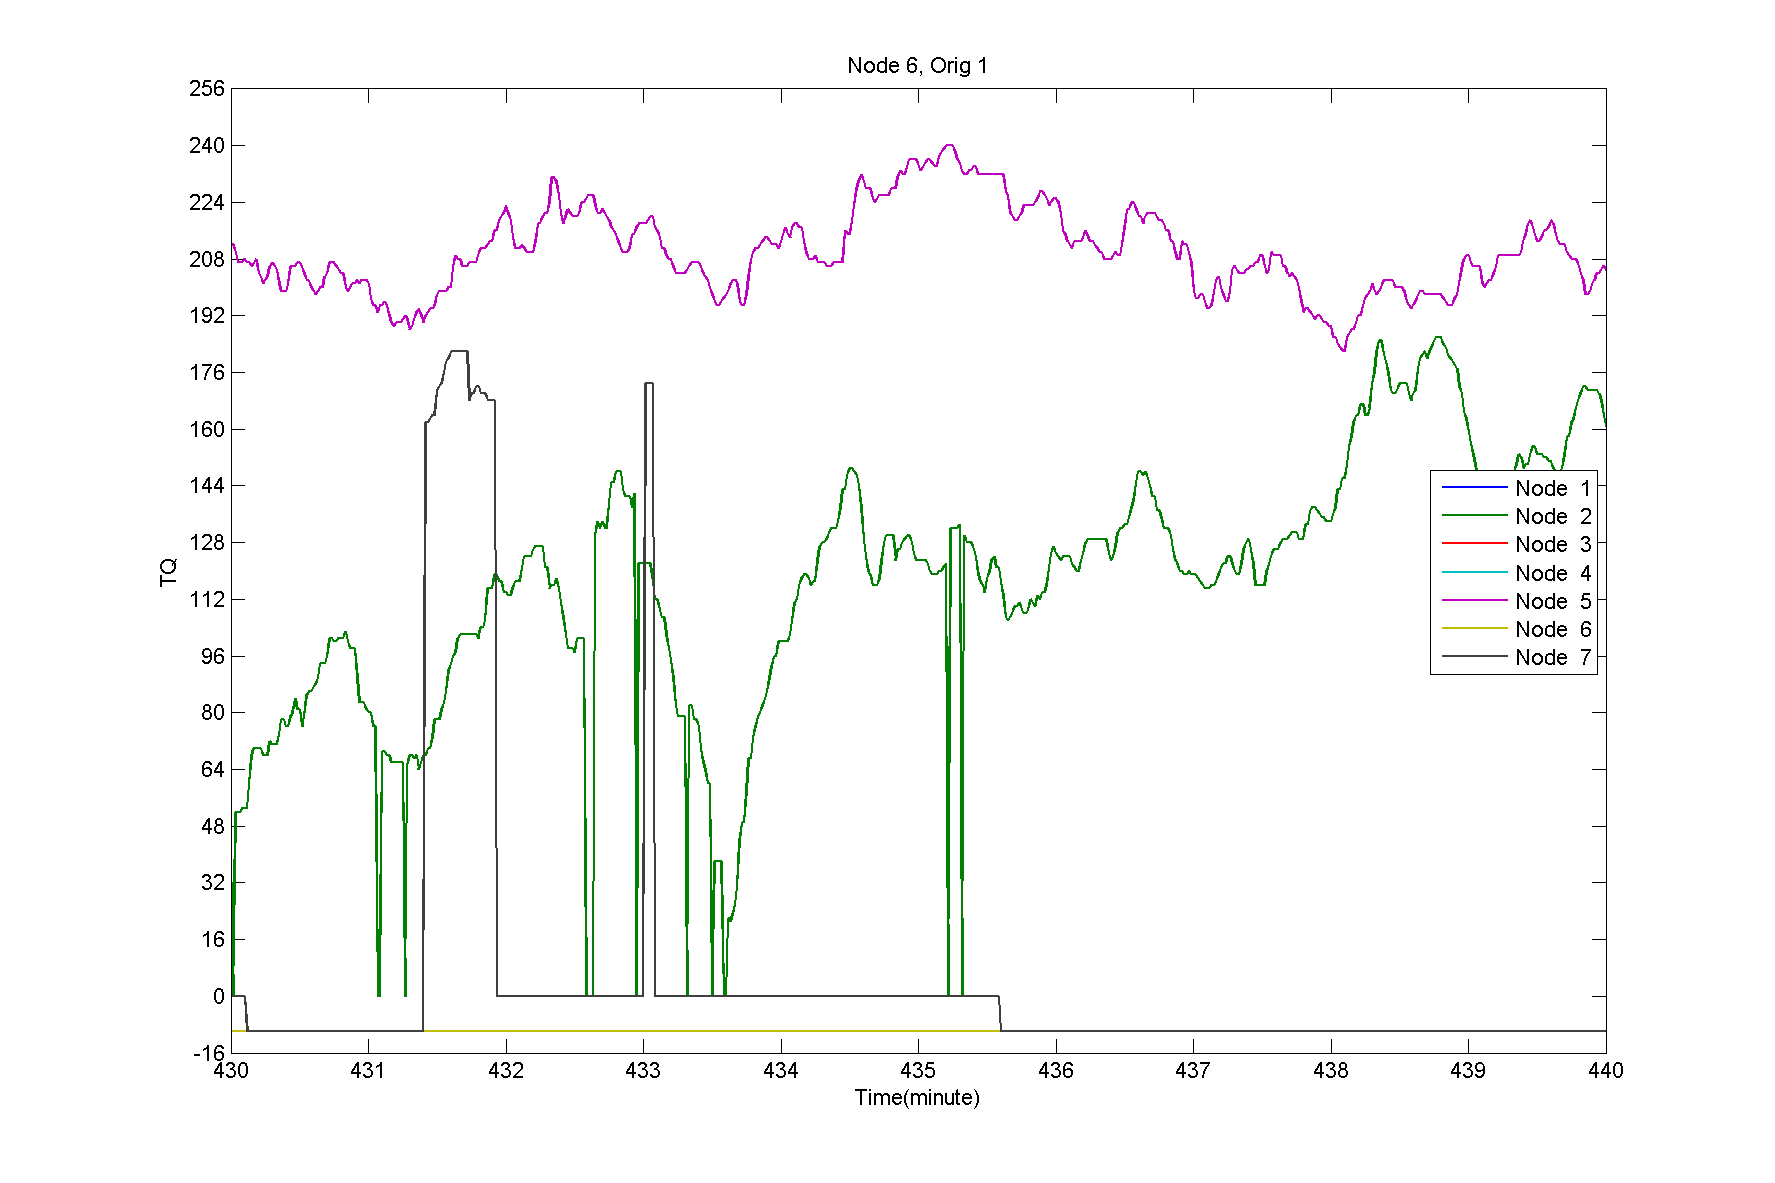 Node 6, Orig 1
256
240
224
208
192
176
160
144
128
112
96
80
64
48
32
16
0
-16
TQ
Node 1
Node 2
Node 3
Node 4
Node 5
Node 6
Node 7
430 431 432 433 434 435 436 437 438 439 440
Time(minute)